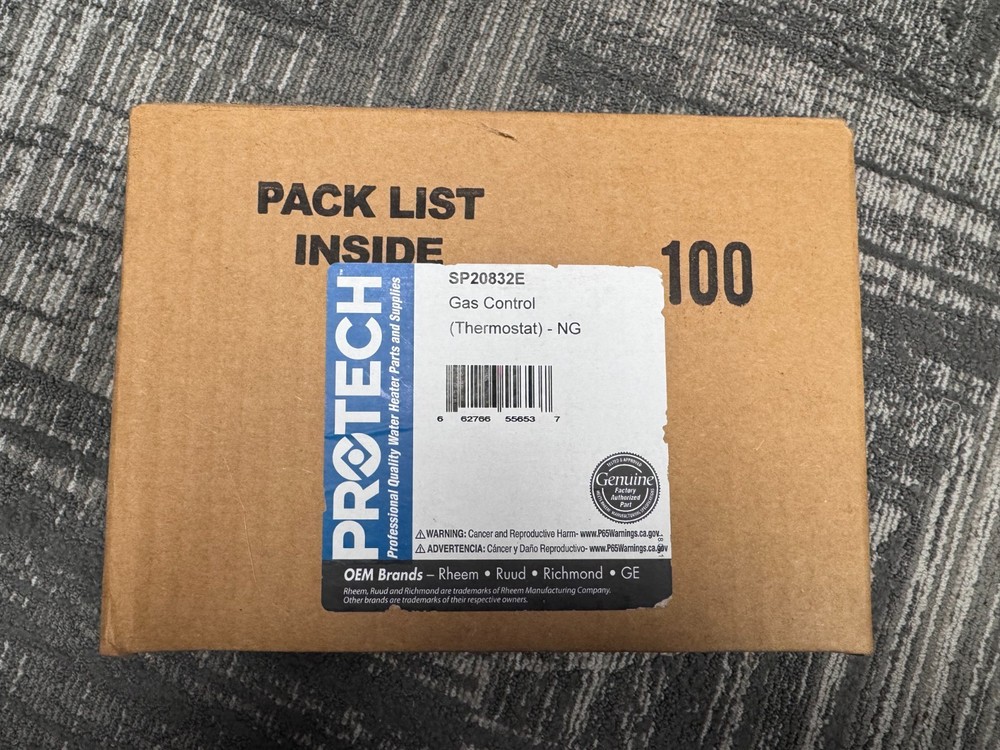 PACK LIST
INSIDE
100
PROTECH™
Professional Quality Water Heater Parts and Supplies
SP20832E
Gas Control
(Thermostat) - NG
6 62766 55653 7
TESTED & APPROVED
Genuine
Factory
Authorized
Part
⚠ WARNING: Cancer and Reproductive Harm- www.P65Warnings.ca.gov.
⚠ ADVERTENCIA: Cáncer y Daño Reproductivo- www.P65Warnings.ca.gov
OEM Brands – Rheem • Ruud • Richmond • GE
Rheem, Ruud and Richmond are trademarks of Rheem Manufacturing Company.
Other brands are trademarks of their respective owners.